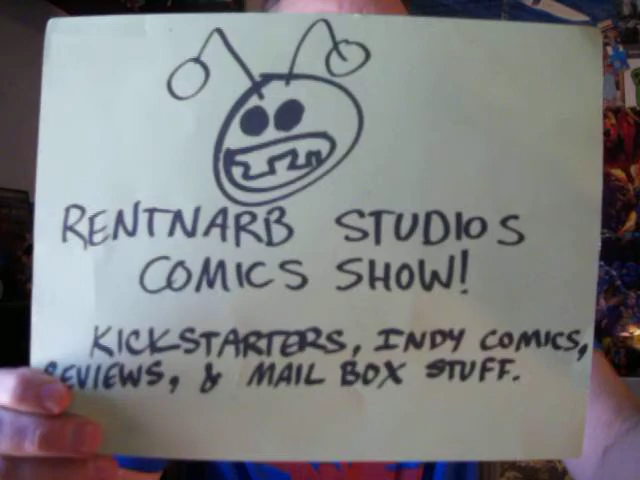 RENTNARB STUDIOS
COMICS SHOW!
KICKSTARTERS, INDY COMICS,
REVIEWS, & MAIL BOX STUFF.